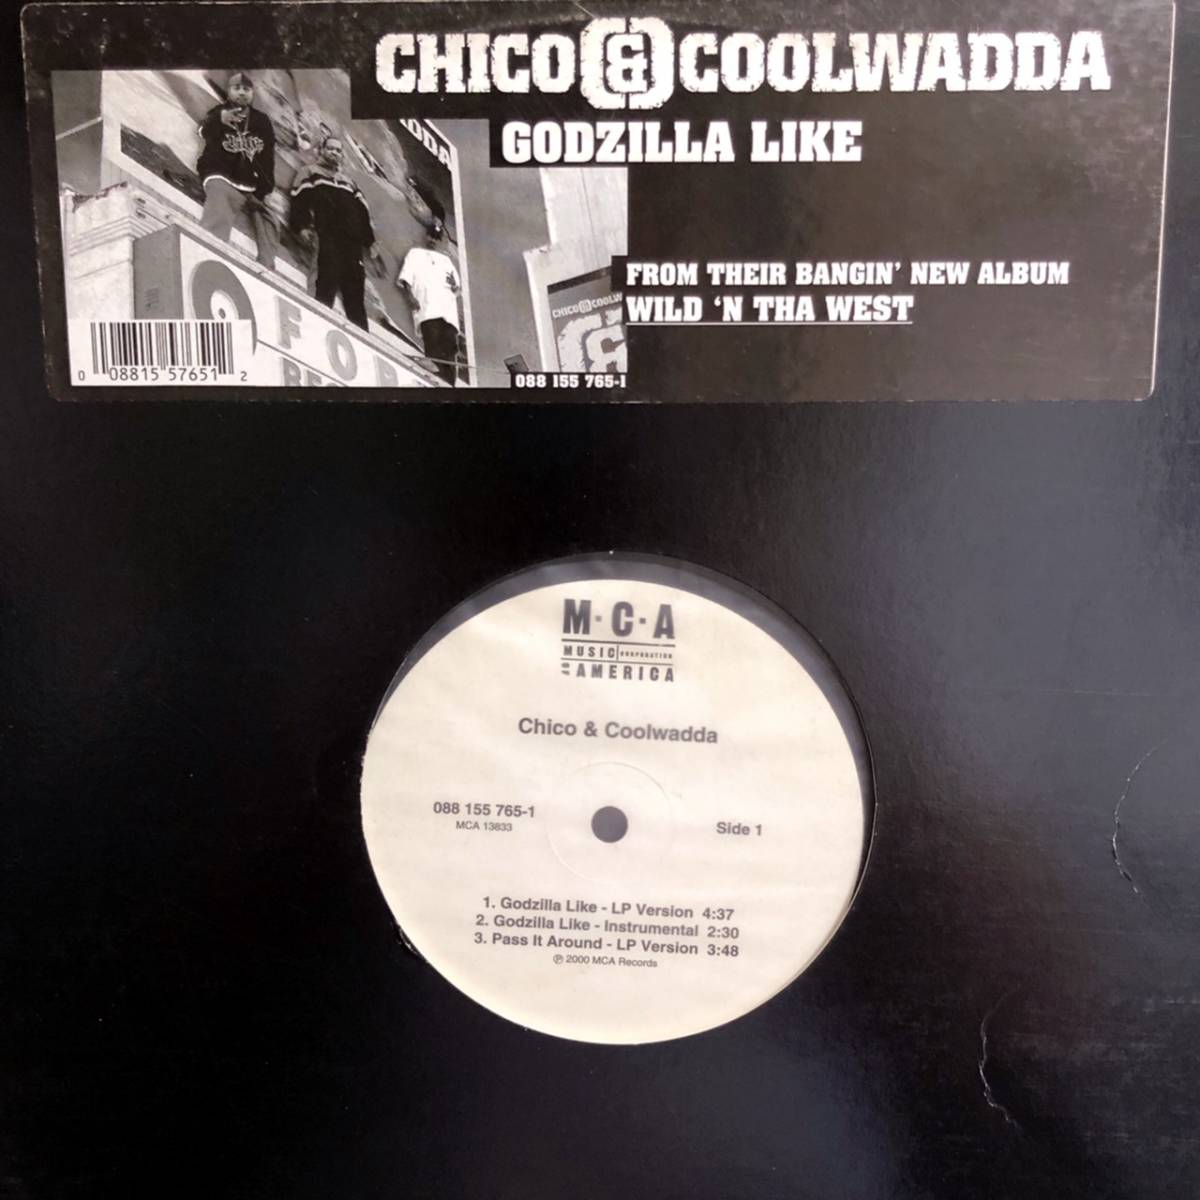 CHICO & COOLWADDA
GODZILLA LIKE
FROM THEIR BANGIN' NEW ALBUM
WILD 'N THA WEST
CHICO & COOLW
0 08815 57651 2
088 155 765-1
M·C·A
MUSIC CORPORATION
OF AMERICA
Chico & Coolwadda
088 155 765-1
MCA 13833
Side 1
1. Godzilla Like - LP Version 4:37
2. Godzilla Like - Instrumental 2:30
3. Pass It Around - LP Version 3:48
℗ 2000 MCA Records